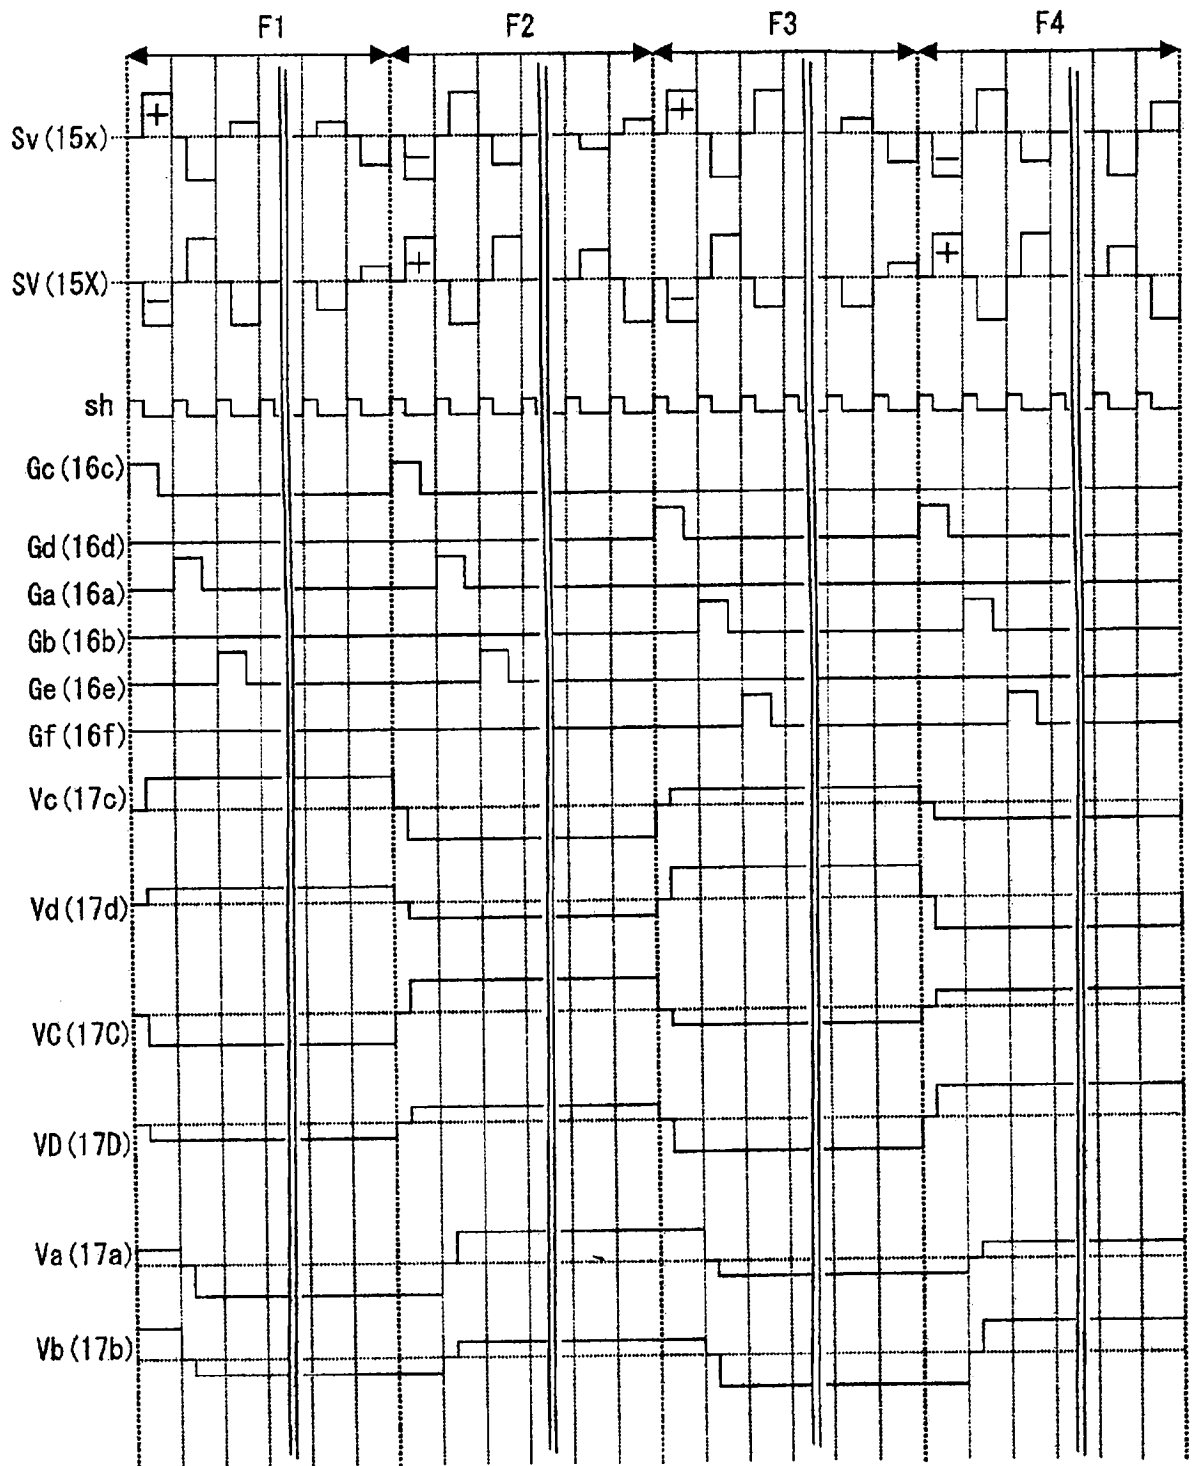 F1 F2 F3 F4
Sv(15x)
+ − + −
SV(15X)
− + − +
sh
Gc(16c)
Gd(16d)
Ga(16a)
Gb(16b)
Ge(16e)
Gf(16f)
Vc(17c)
Vd(17d)
VC(17C)
VD(17D)
Va(17a)
Vb(17b)